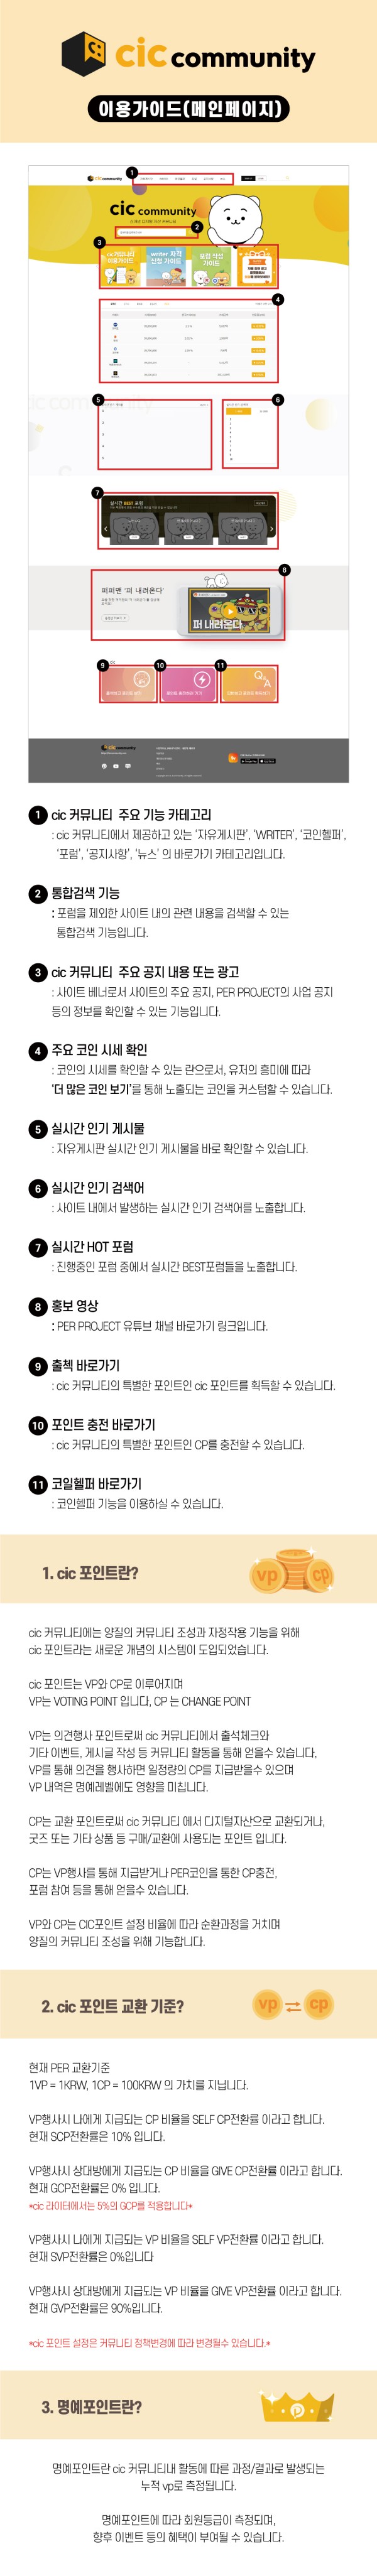 cic community
이용가이드(메인페이지)
1
cic community
cic community
2
3
cic커뮤니티
이용가이드
writer 자격
신청 가이드
포럼 작성
가이드
4
5
6
7
실시간 BEST 포럼
8
퍼퍼맨 '퍼 내려온다'
퍼 내려온다
9
10
11
Q
A
cic community
1 cic 커뮤니티 주요 기능 카테고리
: cic 커뮤니티에서 제공하고 있는 '자유게시판', 'WRITER', '코인헬퍼',
'포럼', '공지사항', '뉴스' 의 바로가기 카테고리입니다.
2 통합검색 기능
: 포럼을 제외한 사이트 내의 관련 내용을 검색할 수 있는
통합검색 기능입니다.
3 cic 커뮤니티 주요 공지 내용 또는 광고
: 사이트 베너로서 사이트의 주요 공지, PER PROJECT의 사업 공지
등의 정보를 확인할 수 있는 기능입니다.
4 주요 코인 시세 확인
: 코인의 시세를 확인할 수 있는 란으로서, 유저의 흥미에 따라
'더 많은 코인 보기'를 통해 노출되는 코인을 커스텀할 수 있습니다.
5 실시간 인기 게시물
: 자유게시판 실시간 인기 게시물을 바로 확인할 수 있습니다.
6 실시간 인기 검색어
: 사이트 내에서 발생하는 실시간 인기 검색어를 노출합니다.
7 실시간 HOT 포럼
: 진행중인 포럼 중에서 실시간 BEST포럼들을 노출합니다.
8 홍보 영상
: PER PROJECT 유튜브 채널 바로가기 링크입니다.
9 출첵 바로가기
: cic 커뮤니티의 특별한 포인트인 cic 포인트를 획득할 수 있습니다.
10 포인트 충전 바로가기
: cic 커뮤니티의 특별한 포인트인 CP를 충전할 수 있습니다.
11 코일헬퍼 바로가기
: 코인헬퍼 기능을 이용하실 수 있습니다.
1. cic 포인트란?
vp
cp
cic 커뮤니티에는 양질의 커뮤니티 조성과 자정작용 기능을 위해
cic 포인트라는 새로운 개념의 시스템이 도입되었습니다.
cic 포인트는 VP와 CP로 이루어지며
VP는 VOTING POINT 입니다, CP 는 CHANGE POINT
VP는 의견행사 포인트로써 cic 커뮤니티에서 출석체크와
기타 이벤트, 게시글 작성 등 커뮤니티 활동을 통해 얻을수 있습니다,
VP를 통해 의견을 행사하면 일정량의 CP를 지급받을수 있으며
VP 내역은 명예레벨에도 영향을 미칩니다.
CP는 교환 포인트로써 cic 커뮤니티 에서 디지털자산으로 교환되거나,
굿즈 또는 기타 상품 등 구매/교환에 사용되는 포인트 입니다.
CP는 VP행사를 통해 지급받거나 PER코인을 통한 CP충전,
포럼 참여 등을 통해 얻을수 있습니다.
VP와 CP는 CIC포인트 설정 비율에 따라 순환과정을 거치며
양질의 커뮤니티 조성을 위해 기능합니다.
2. cic 포인트 교환 기준?
vp
cp
현재 PER 교환기준
1VP = 1KRW, 1CP = 100KRW 의 가치를 지닙니다.
VP행사시 나에게 지급되는 CP 비율을 SELF CP전환률 이라고 합니다.
현재 SCP전환률은 10% 입니다.
VP행사시 상대방에게 지급되는 CP 비율을 GIVE CP전환률 이라고 합니다.
현재 GCP전환률은 0% 입니다.
*cic 라이터에서는 5%의 GCP를 적용합니다*
VP행사시 나에게 지급되는 VP 비율을 SELF VP전환률 이라고 합니다.
현재 SVP전환률은 0%입니다
VP행사시 상대방에게 지급되는 VP 비율을 GIVE VP전환률 이라고 합니다.
현재 GVP전환률은 90%입니다.
*cic 포인트 설정은 커뮤니티 정책변경에 따라 변경될수 있습니다.*
3. 명예포인트란?
명예포인트란 cic 커뮤니티내 활동에 따른 과정/결과로 발생되는
누적 vp로 측정됩니다.
명예포인트에 따라 회원등급이 측정되며,
향후 이벤트 등의 혜택이 부여될 수 있습니다.